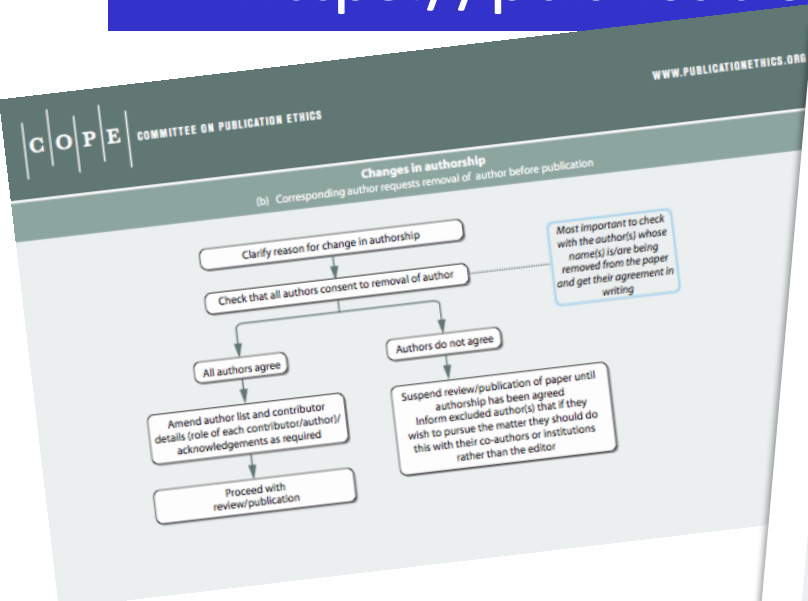 COPE COMMITTEE ON PUBLICATION ETHICS
WWW.PUBLICATIONETHICS.ORG
Changes in authorship
(b) Corresponding author requests removal of author before publication
Clarify reason for change in authorship
Most important to check
with the author(s) whose
name(s) is/are being
removed from the paper
and get their agreement in
writing
Check that all authors consent to removal of author
All authors agree
Authors do not agree
Amend author list and contributor
details (role of each contributor/author)/
acknowledgements as required
Suspend review/publication of paper until
authorship has been agreed
Inform excluded author(s) that if they
wish to pursue the matter they should do
this with their co-authors or institutions
rather than the editor
Proceed with
review/publication